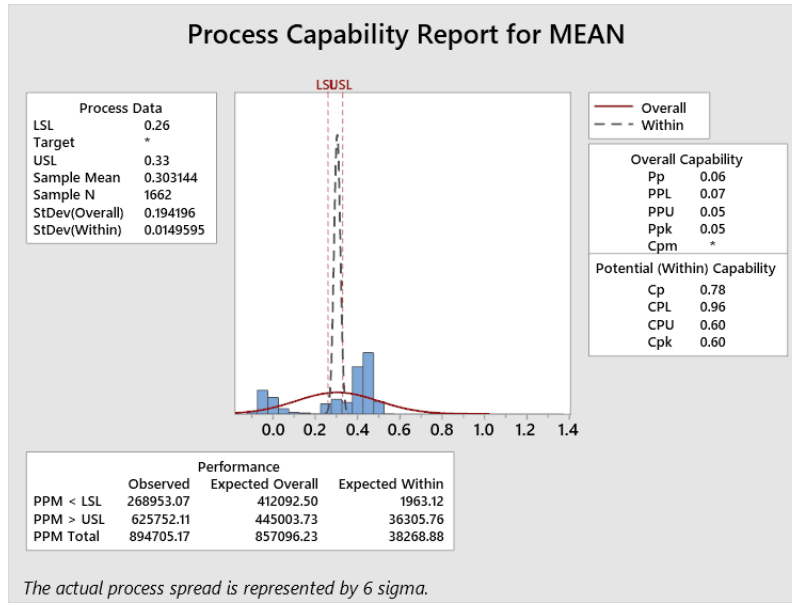 Process Capability Report for MEAN
LSL USL
Process Data
LSL 0.26
Target *
USL 0.33
Sample Mean 0.303144
Sample N 1662
StDev(Overall) 0.194196
StDev(Within) 0.0149595
Overall
Within
Overall Capability
Pp 0.06
PPL 0.07
PPU 0.05
Ppk 0.05
Cpm *
Potential (Within) Capability
Cp 0.78
CPL 0.96
CPU 0.60
Cpk 0.60
0.0 0.2 0.4 0.6 0.8 1.0 1.2 1.4
Performance
Observed Expected Overall Expected Within
PPM < LSL 268953.07 412092.50 1963.12
PPM > USL 625752.11 445003.73 36305.76
PPM Total 894705.17 857096.23 38268.88
The actual process spread is represented by 6 sigma.